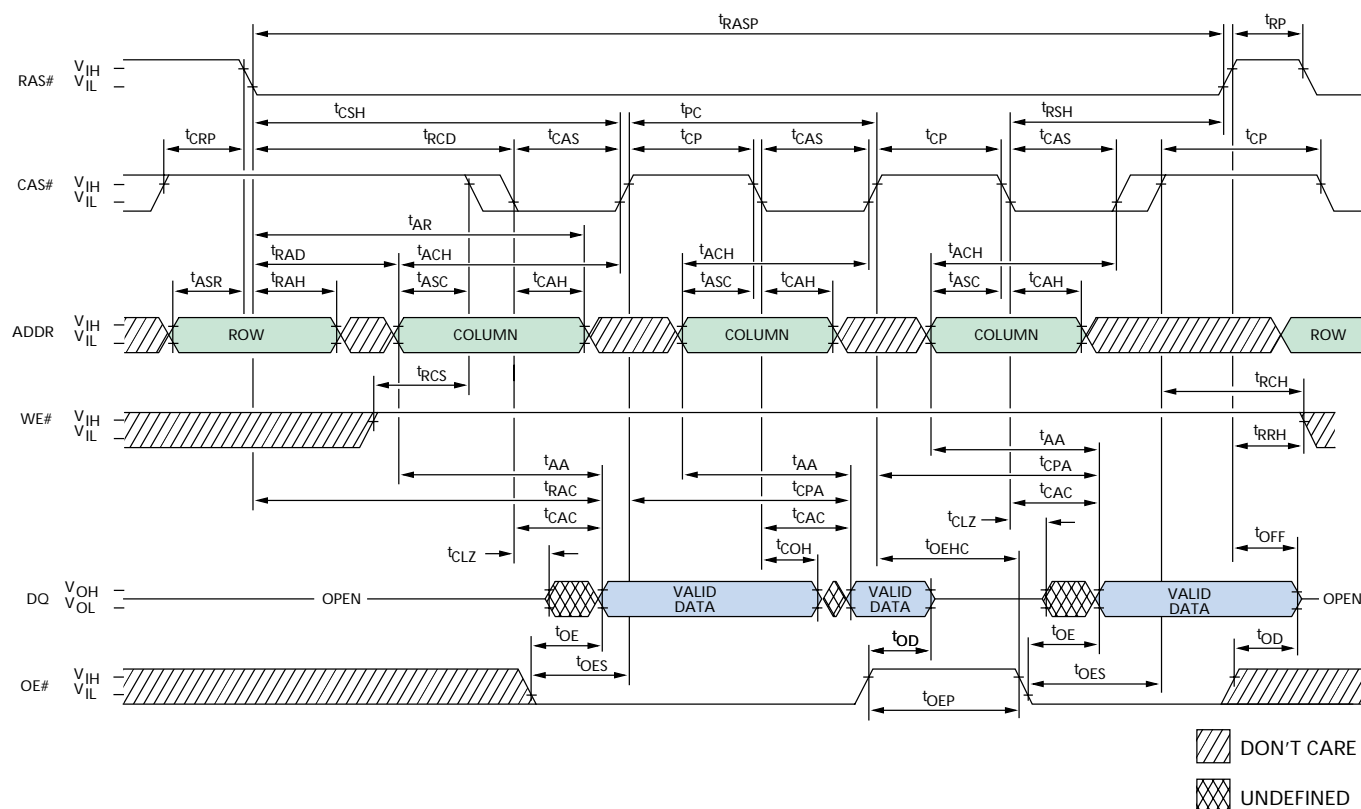 tRASP tRP
RAS# VIH
VIL
tCSH tPC tRSH
tCRP tRCD tCAS tCP tCAS tCP tCAS tCP
CAS# VIH
VIL
tAR
tRAD tACH tACH tACH
tASR tRAH tASC tCAH tASC tCAH tASC tCAH
ADDR VIH
VIL
ROW COLUMN COLUMN COLUMN ROW
tRCS tRCH
WE# VIH
VIL
tRRH
tAA tAA tAA
tRAC tCPA tCPA
tCAC tCAC tCAC
tCLZ tCOH tOEHC tCLZ tOFF
DQ VOH
VOL
OPEN VALID DATA VALID DATA VALID DATA OPEN
tOE tOD tOE tOD
tOES tOES
OE# VIH
VIL
tOEP
DON'T CARE
UNDEFINED